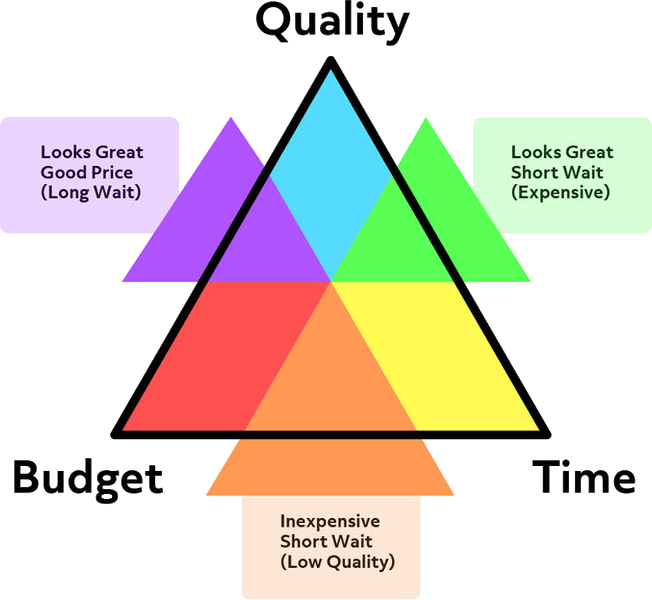 Quality
Looks Great
Good Price
(Long Wait)
Looks Great
Short Wait
(Expensive)
Budget
Time
Inexpensive
Short Wait
(Low Quality)